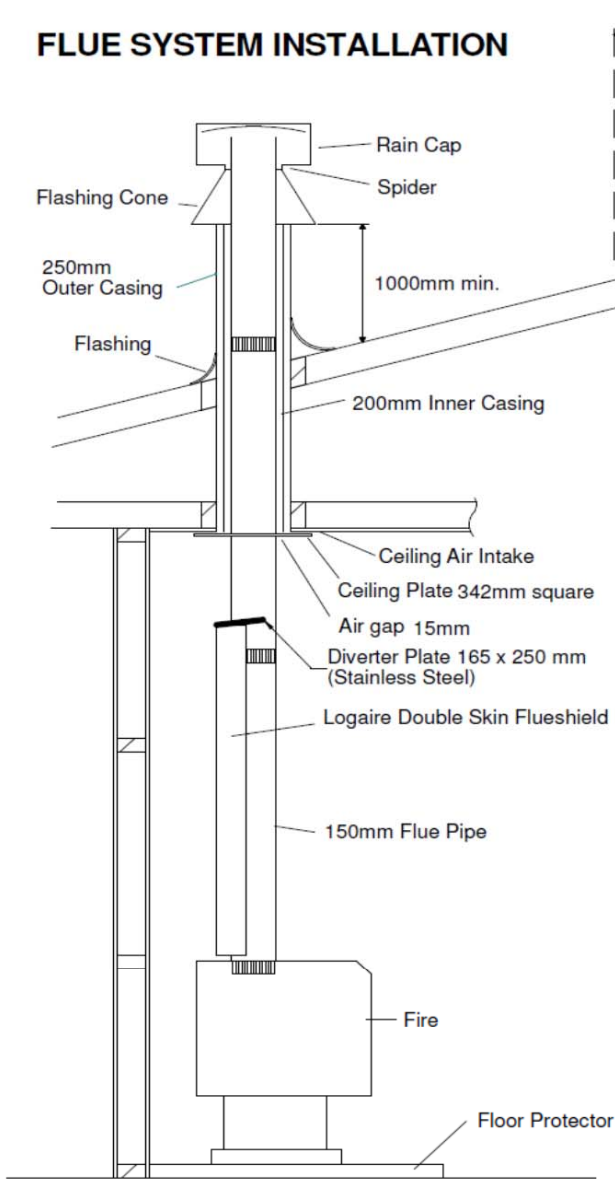 FLUE SYSTEM INSTALLATION
Rain Cap
Spider
Flashing Cone
250mm
Outer Casing
1000mm min.
Flashing
200mm Inner Casing
Ceiling Air Intake
Ceiling Plate 342mm square
Air gap 15mm
Diverter Plate 165 x 250 mm
(Stainless Steel)
Logaire Double Skin Flueshield
150mm Flue Pipe
Fire
Floor Protector